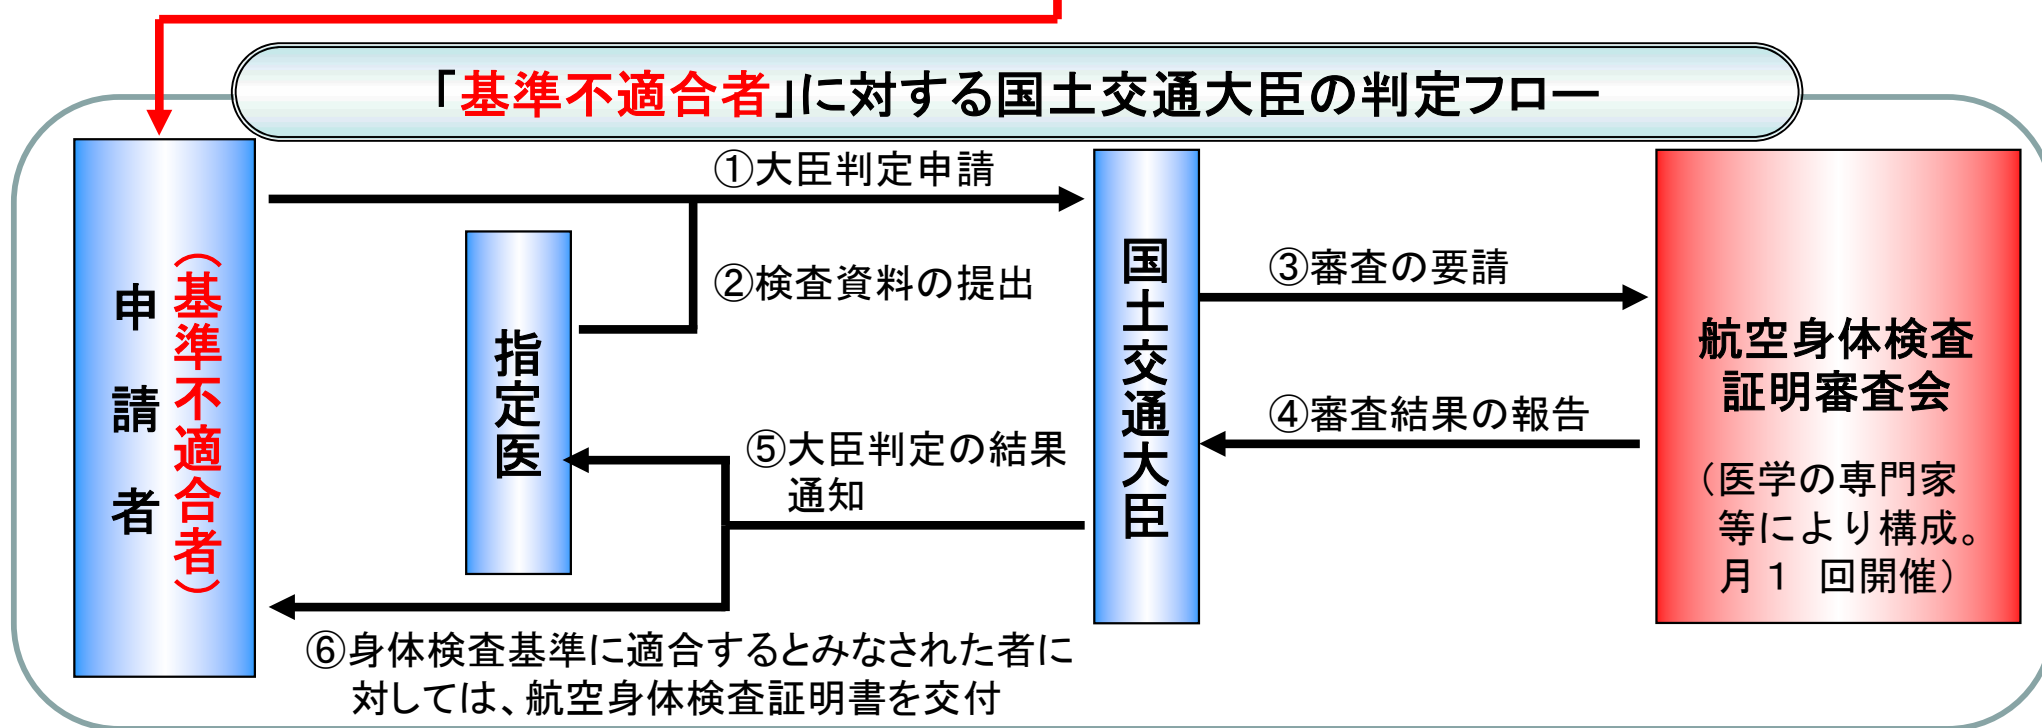 「基準不適合者」に対する国土交通大臣の判定フロー
申請者
（基準不適合者）
①大臣判定申請
指定医
②検査資料の提出
国土交通大臣
③審査の要請
航空身体検査
証明審査会
（医学の専門家
等により構成。
月１ 回開催）
④審査結果の報告
⑤大臣判定の結果
通知
⑥身体検査基準に適合するとみなされた者に
対しては、航空身体検査証明書を交付